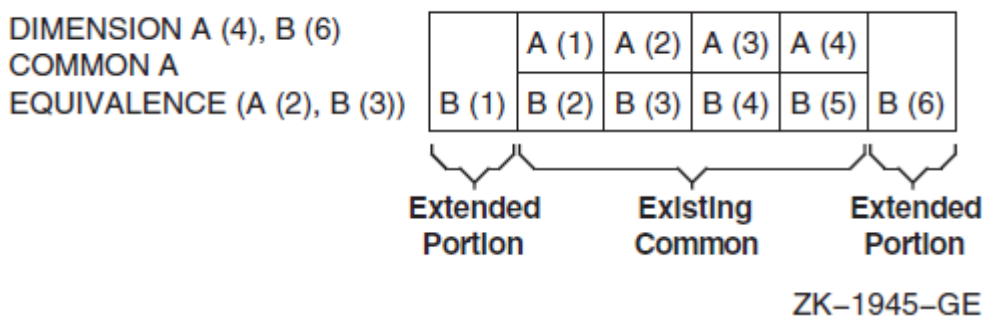 DIMENSION A (4), B (6)
COMMON A
EQUIVALENCE (A (2), B (3))
A (1) A (2) A (3) A (4)
B (1) B (2) B (3) B (4) B (5) B (6)
Extended Portion
Existing Common
Extended Portion
ZK–1945–GE